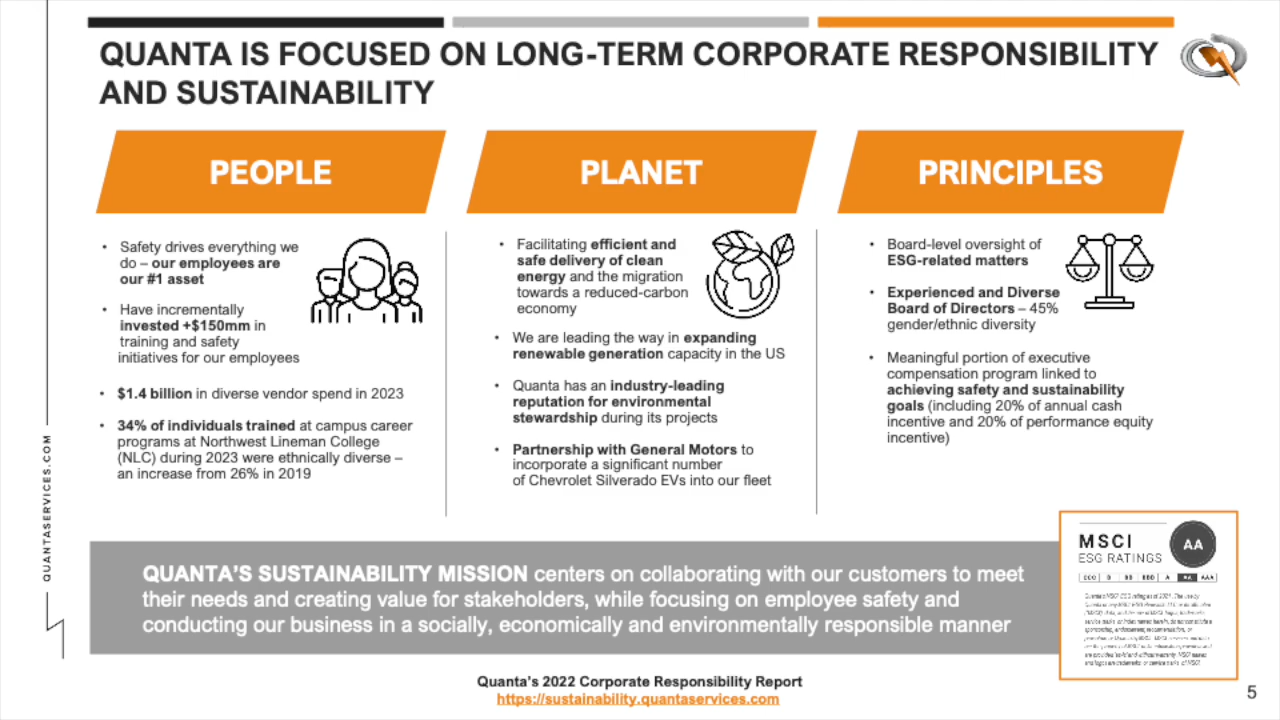 QUANTA IS FOCUSED ON LONG-TERM CORPORATE RESPONSIBILITY
AND SUSTAINABILITY
PEOPLE
• Safety drives everything we
do – our employees are
our #1 asset
• Have incrementally
invested +$150mm in
training and safety
initiatives for our employees
• $1.4 billion in diverse vendor spend in 2023
• 34% of individuals trained at campus career
programs at Northwest Lineman College
(NLC) during 2023 were ethnically diverse –
an increase from 26% in 2019
PLANET
• Facilitating efficient and
safe delivery of clean
energy and the migration
towards a reduced-carbon
economy
• We are leading the way in expanding
renewable generation capacity in the US
• Quanta has an industry-leading
reputation for environmental
stewardship during its projects
• Partnership with General Motors to
incorporate a significant number
of Chevrolet Silverado EVs into our fleet
PRINCIPLES
• Board-level oversight of
ESG-related matters
• Experienced and Diverse
Board of Directors – 45%
gender/ethnic diversity
• Meaningful portion of executive
compensation program linked to
achieving safety and sustainability
goals (including 20% of annual cash
incentive and 20% of performance equity
incentive)
QUANTASERVICES.COM
QUANTA'S SUSTAINABILITY MISSION centers on collaborating with our customers to meet
their needs and creating value for stakeholders, while focusing on employee safety and
conducting our business in a socially, economically and environmentally responsible manner
MSCI
ESG RATINGS
AA
CCC B BB BBB A AA AAA
Quanta's 2022 Corporate Responsibility Report
https://sustainability.quantaservices.com
5